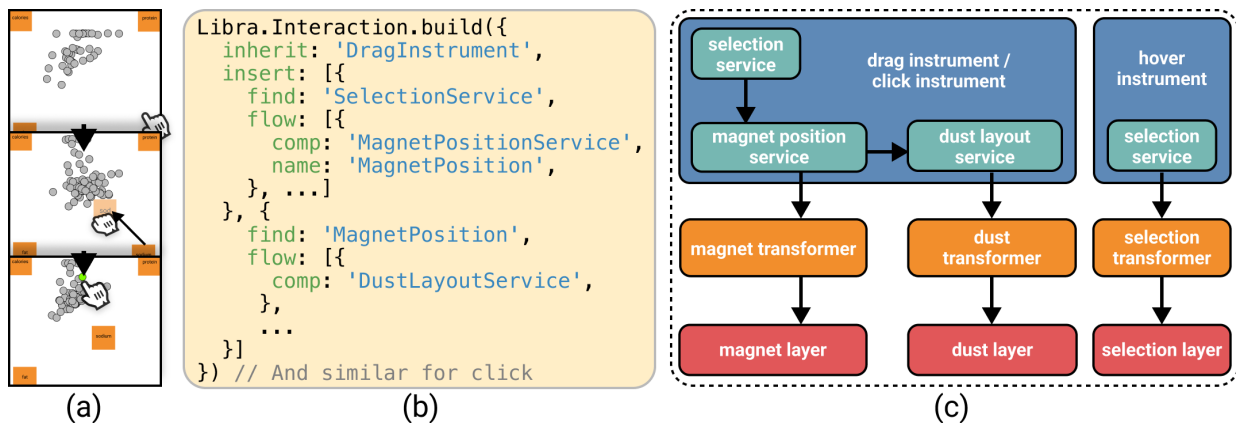 calories
protein
calories
protein
fat
calories
protein
sodium
fat
(a)
Libra.Interaction.build({
inherit: 'DragInstrument',
insert: [{
find: 'SelectionService',
flow: [{
comp: 'MagnetPositionService',
name: 'MagnetPosition',
}, ...]
}, {
find: 'MagnetPosition',
flow: [{
comp: 'DustLayoutService',
},
...
}]
}) // And similar for click
(b)
selection
service
drag instrument /
click instrument
hover
instrument
magnet position
service
dust layout
service
selection
service
magnet transformer
dust
transformer
selection
transformer
magnet layer
dust layer
selection layer
(c)